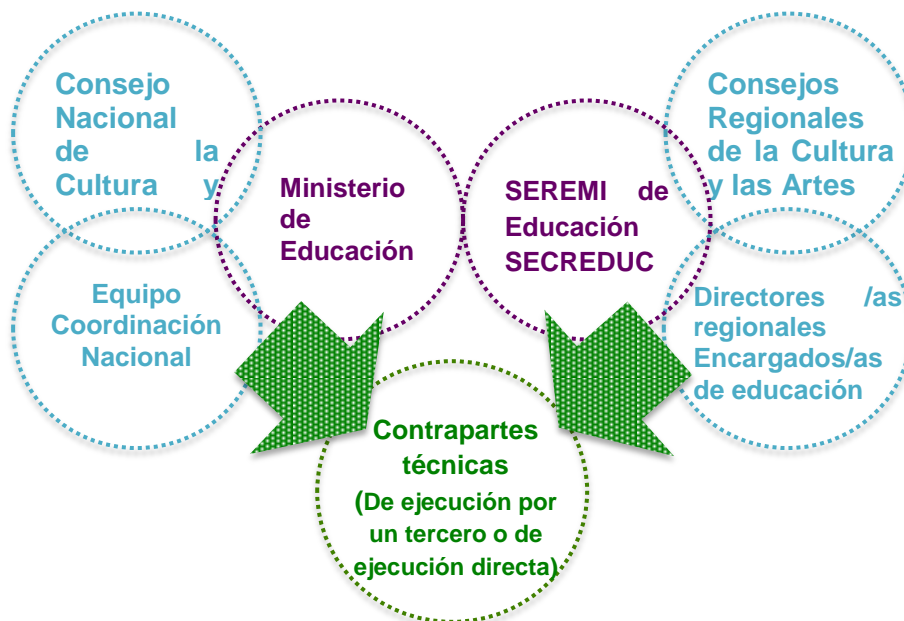 Consejo
Nacional
de la
Cultura y
Equipo
Coordinación
Nacional
Ministerio
de
Educación
SEREMI de
Educación
SECREDUC
Consejos
Regionales
de la Cultura
y las Artes
Directores /as
regionales
Encargados/as
de educación
Contrapartes
técnicas
(De ejecución por
un tercero o de
ejecución directa)